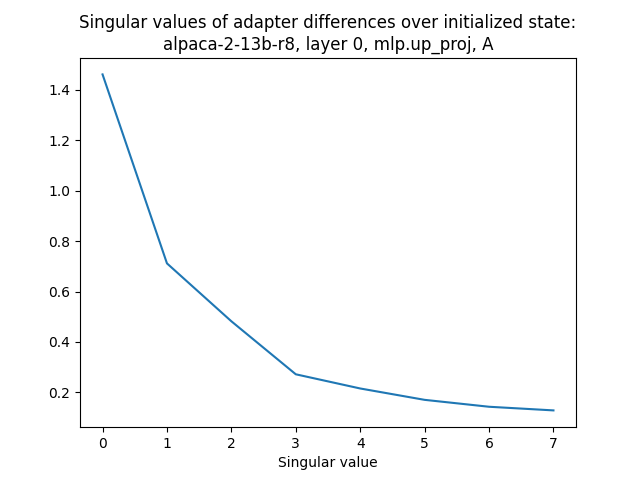 Singular values of adapter differences over initialized state:
alpaca-2-13b-r8, layer 0, mlp.up_proj, A
1.4
1.2
1.0
0.8
0.6
0.4
0.2
0 1 2 3 4 5 6 7
Singular value